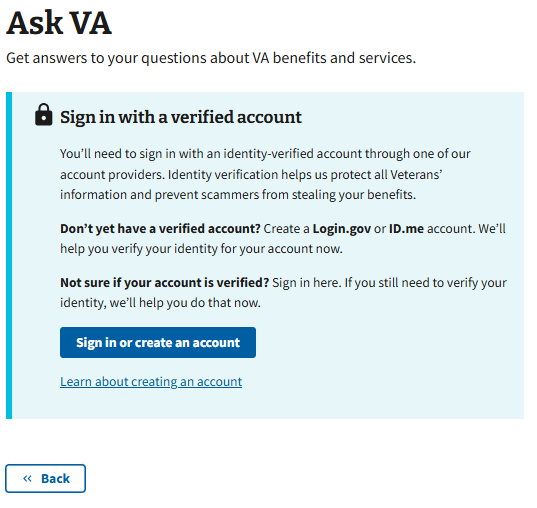 Ask VA
Get answers to your questions about VA benefits and services.
Sign in with a verified account
You’ll need to sign in with an identity-verified account through one of our
account providers. Identity verification helps us protect all Veterans’
information and prevent scammers from stealing your benefits.
Don’t yet have a verified account? Create a Login.gov or ID.me account. We’ll
help you verify your identity for your account now.
Not sure if your account is verified? Sign in here. If you still need to verify your
identity, we’ll help you do that now.
Sign in or create an account
Learn about creating an account
« Back